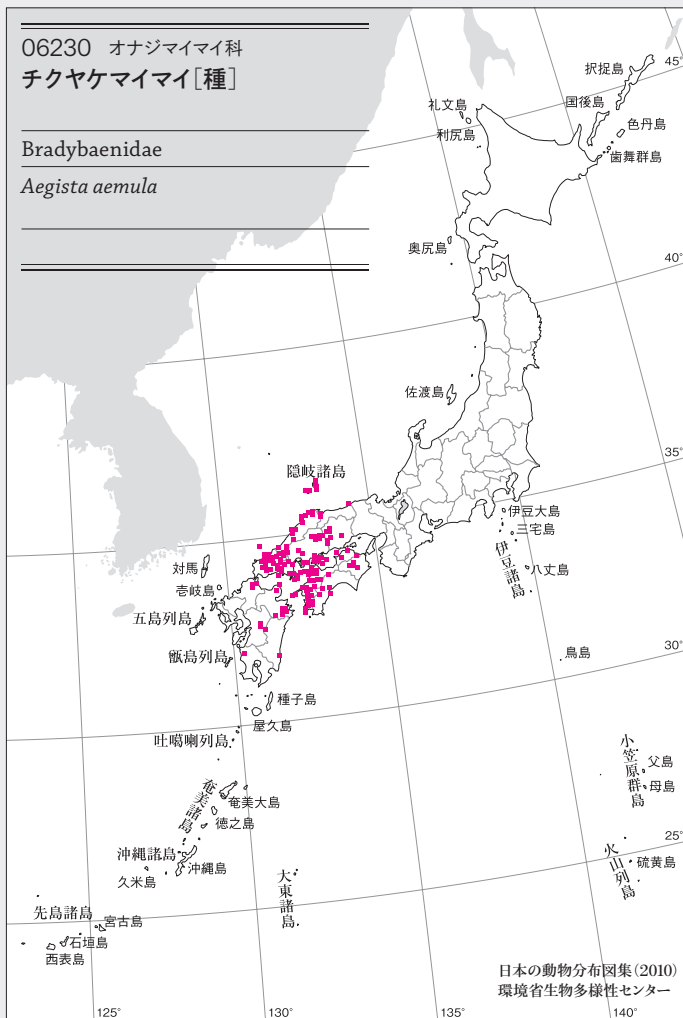 06230 オナジマイマイ科
チクヤケマイマイ［種］
Bradybaenidae
Aegista aemula
45°
択捉島
国後島
色丹島
歯舞群島
礼文島
利尻島
奥尻島
40°
佐渡島
35°
隠岐諸島
伊豆大島
三宅島
八丈島
伊豆諸島
対馬
壱岐島
五島列島
甑島列島
鳥島
30°
種子島
屋久島
吐噶喇列島
小笠原群島
父島
母島
奄美諸島
奄美大島
徳之島
沖縄諸島
沖縄島
久米島
25°
火山列島
硫黄島
大東諸島
先島諸島
宮古島
石垣島
西表島
日本の動物分布図集(2010)
環境省生物多様性センター
125°
130°
135°
140°